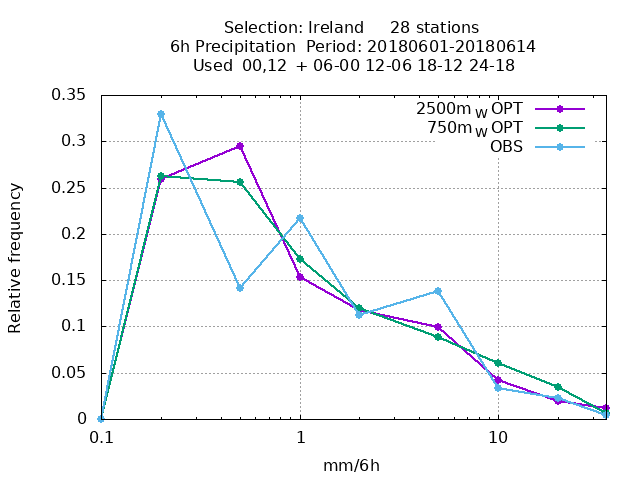 Selection: Ireland 28 stations
6h Precipitation Period: 20180601-20180614
Used 00,12 + 06-00 12-06 18-12 24-18
2500m_W OPT
750m_W OPT
OBS
Relative frequency
0.35
0.3
0.25
0.2
0.15
0.1
0.05
0
0.1 1 10
mm/6h